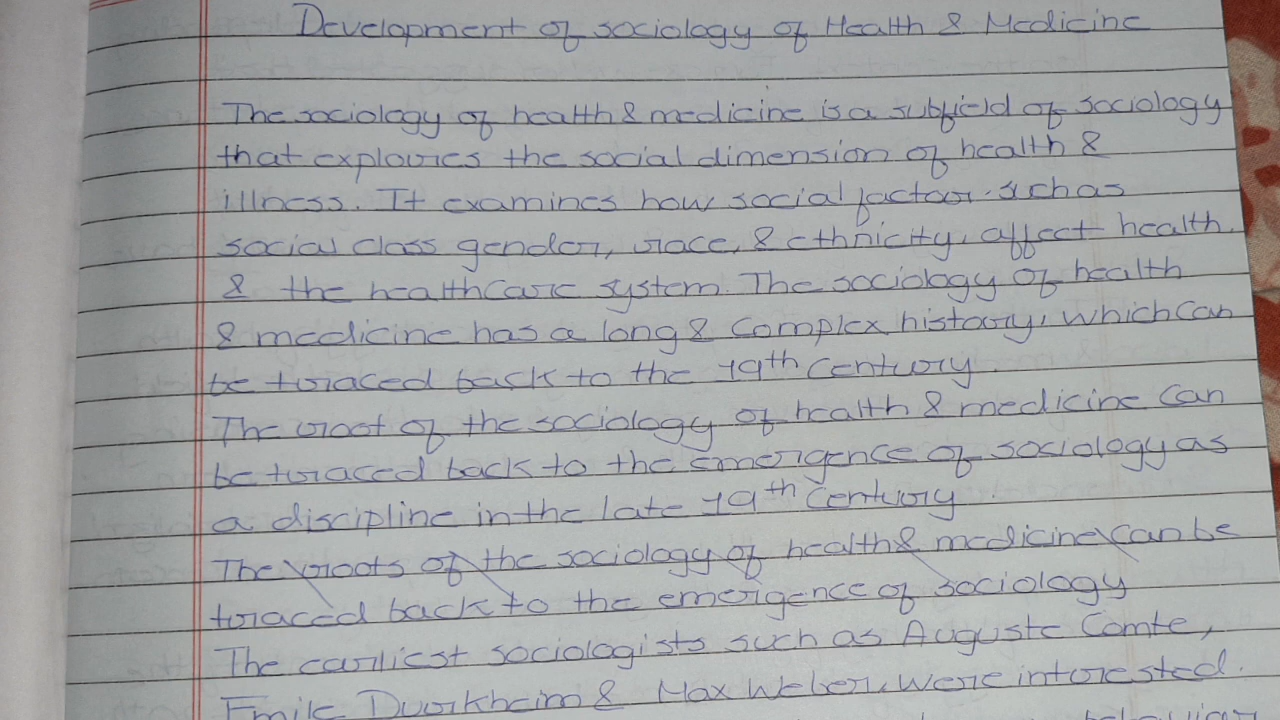 Development of sociology of Health & Medicine
The sociology of health & medicine is a subfield of sociology
that explores the social dimension of health &
illness. It examines how social factor such as
social class gender, race, & ethnicity, affect health
& the healthcare system. The sociology of health
& medicine has a long & complex history, which can
be traced back to the 19th century.
The root of the sociology of health & medicine can
be traced back to the emergence of sociology as
a discipline in the late 19th century.
The roots of the sociology of health & medicine can be
traced back to the emergence of sociology
The earliest sociologists such as Auguste Comte,
Emile Durkheim & Max Weber, were interested.